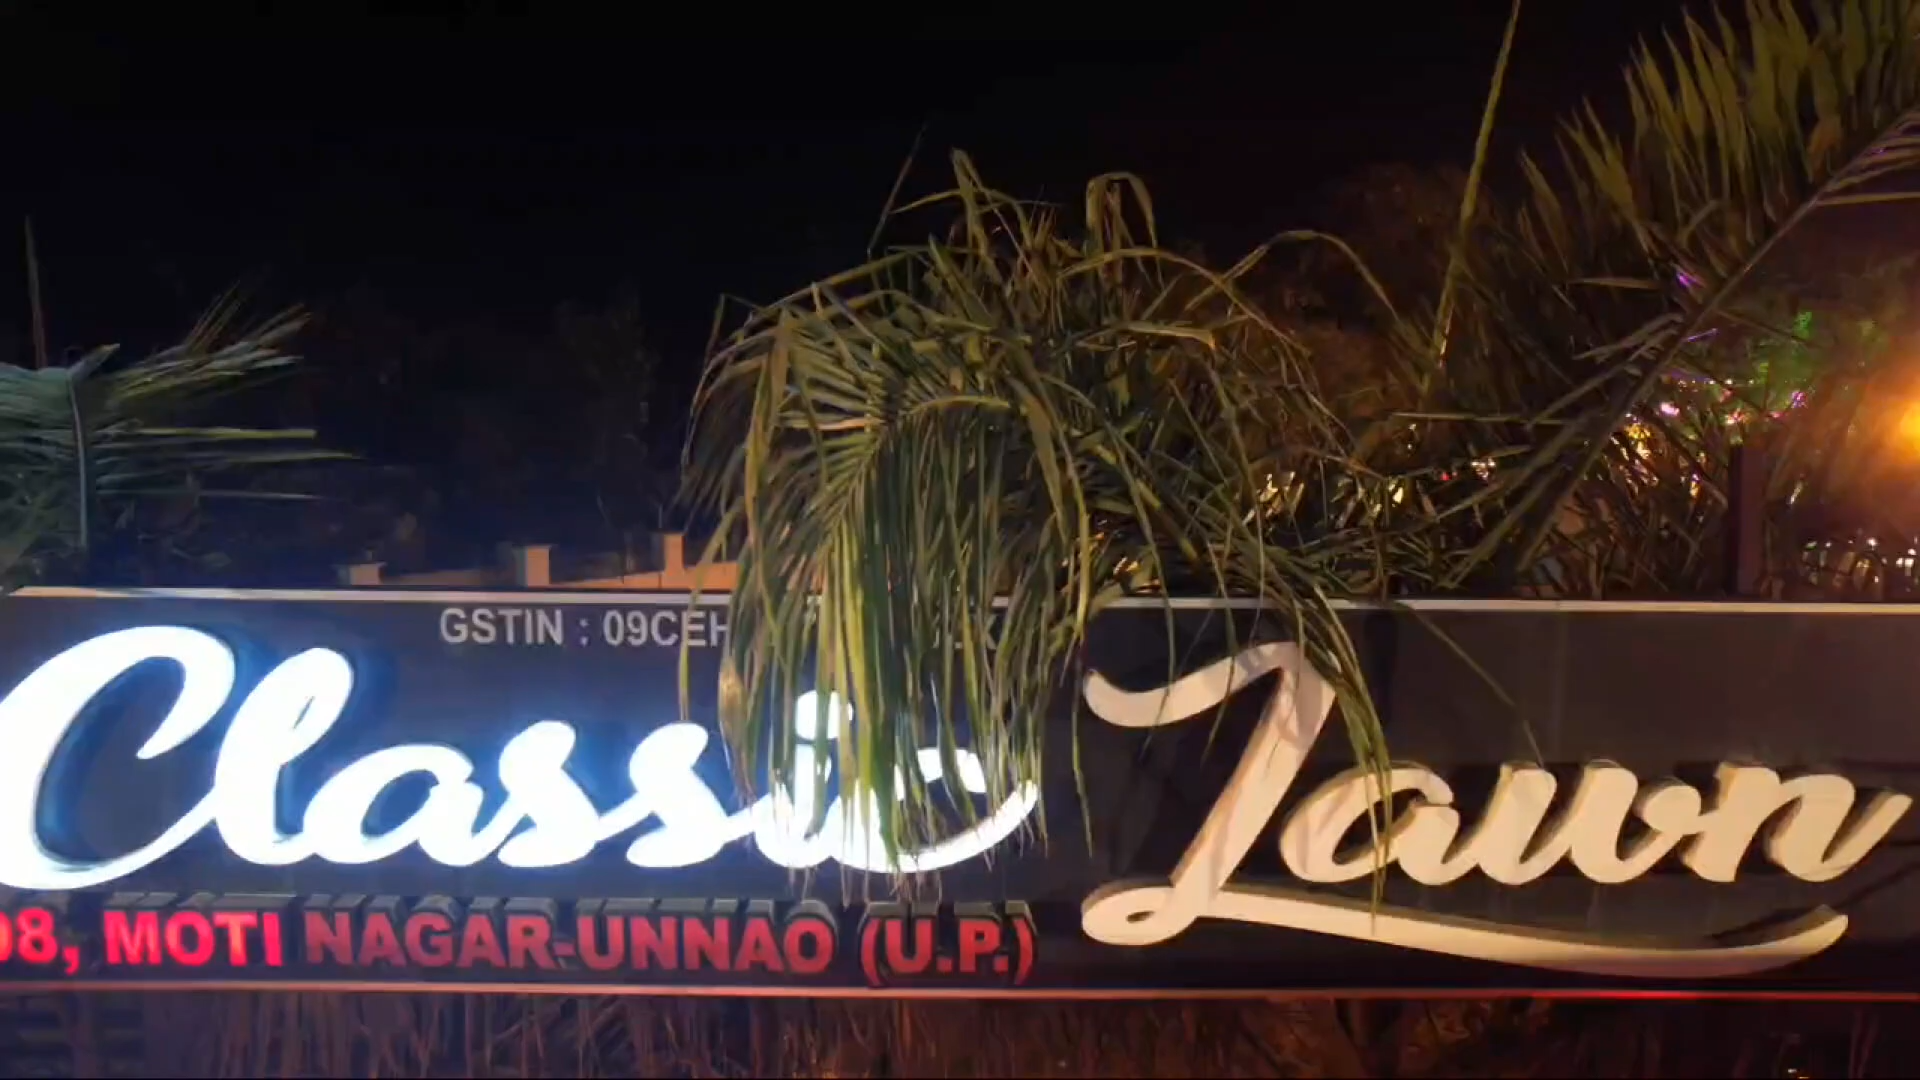 GSTIN : 09CEH
Classic Lawn
08, MOTI NAGAR-UNNAO (U.P.)